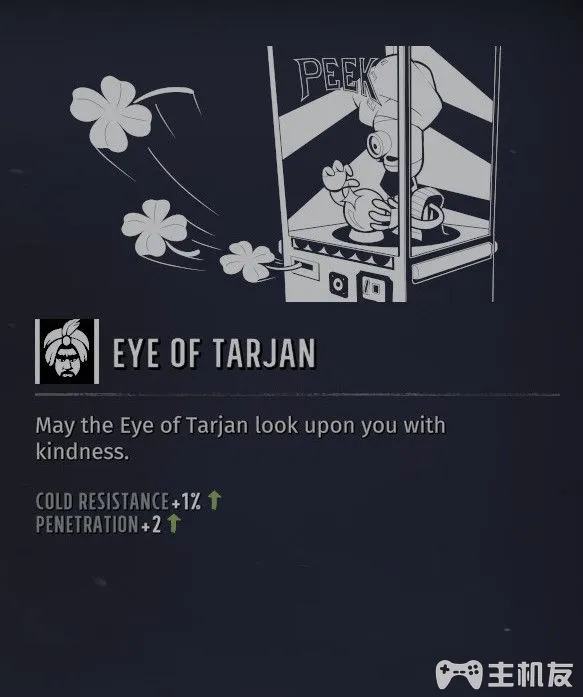 PEEK
EYE OF TARJAN
May the Eye of Tarjan look upon you with
kindness.
COLD RESISTANCE +1%
PENETRATION +2
主机友